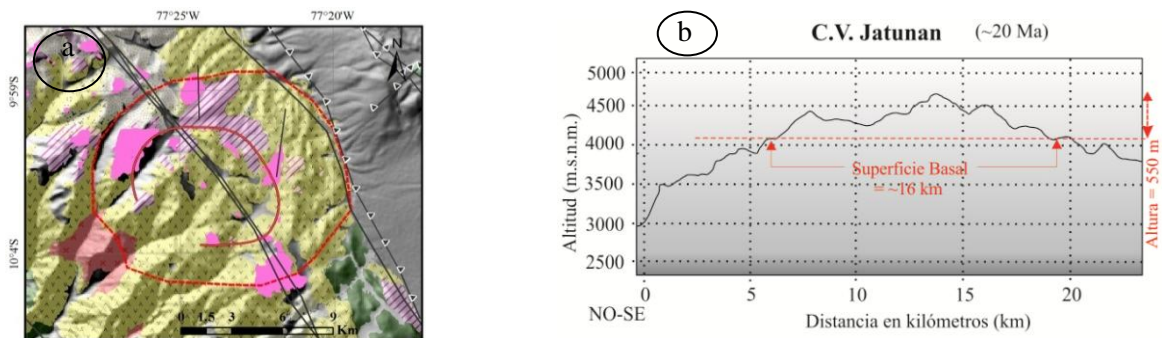 77°25'W 77°20'W
a
N
9°59'S
10°4'S
0 1.5 3 6 9
Km
b
C.V. Jatunan (~20 Ma)
Altitud (m.s.n.m.)
5000
4500
4000
3500
3000
2500
Superficie Basal
= ~16 km
Altura = 550 m
0 5 10 15 20
NO-SE
Distancia en kilómetros (km)